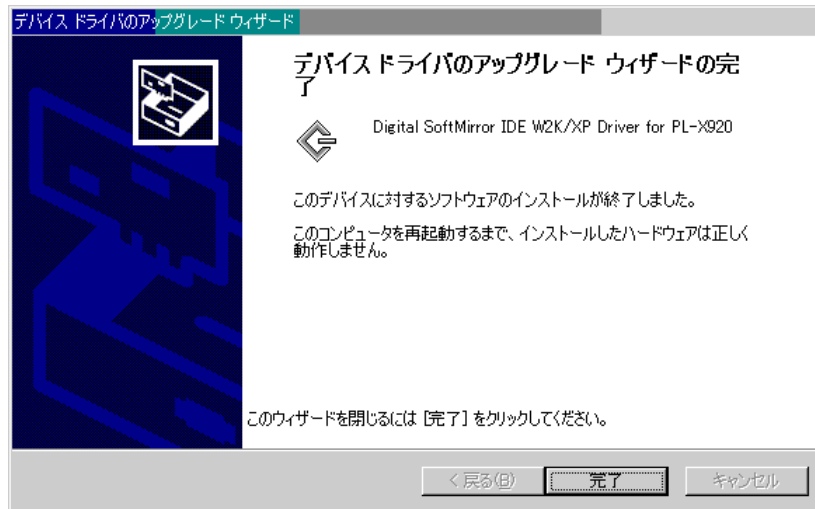 デバイス ドライバのアップグレード ウィザード
デバイス ドライバのアップグレード ウィザードの完
了
Digital SoftMirror IDE W2K/XP Driver for PL-X920
このデバイスに対するソフトウェアのインストールが終了しました。
このコンピュータを再起動するまで、インストールしたハードウェアは正しく
動作しません。
このウィザードを閉じるには [完了] をクリックしてください。
< 戻る(B)
完了
キャンセル